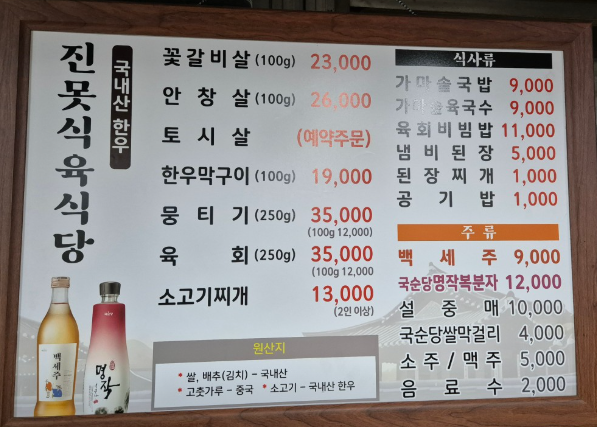 진못식육식당
국내산 한우
꽃갈비살 (100g) 23,000
안창살 (100g) 26,000
토시살 (예약주문)
한우막구이 (100g) 19,000
뭉티기 (250g) 35,000
(100g 12,000)
육회 (250g) 35,000
(100g 12,000
소고기찌개 13,000
(2인 이상)
원산지
* 쌀, 배추(김치) - 국내산
* 고춧가루 - 중국 * 소고기 - 국내산 한우
식사류
가마솥국밥 9,000
가마솥육국수 9,000
육회비빔밥 11,000
냄비된장 5,000
된장찌개 1,000
공기밥 1,000
주류
백세주 9,000
국순당명작복분자 12,000
설중매 10,000
국순당쌀막걸리 4,000
소주/맥주 5,000
음료수 2,000
백세주
명작